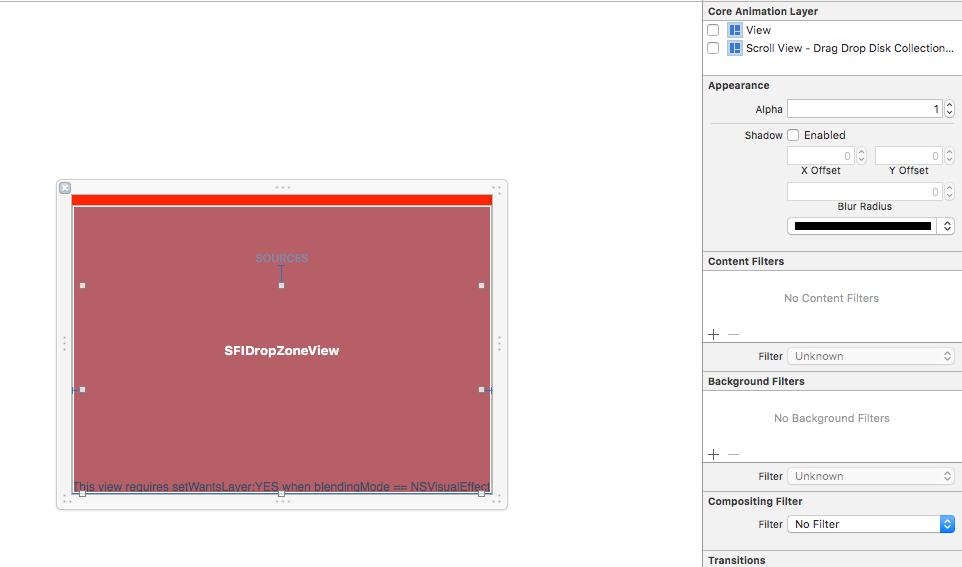 Core Animation Layer
View
Scroll View - Drag Drop Disk Collection...
Appearance
Alpha 1
Shadow Enabled
0 0
X Offset Y Offset
0
Blur Radius
Content Filters
No Content Filters
Filter Unknown
Background Filters
No Background Filters
Filter Unknown
Compositing Filter
Filter No Filter
Transitions
SOURCES
SFIDropZoneView
This view requires setWantsLayer:YES when blendingMode == NSVisualEffect